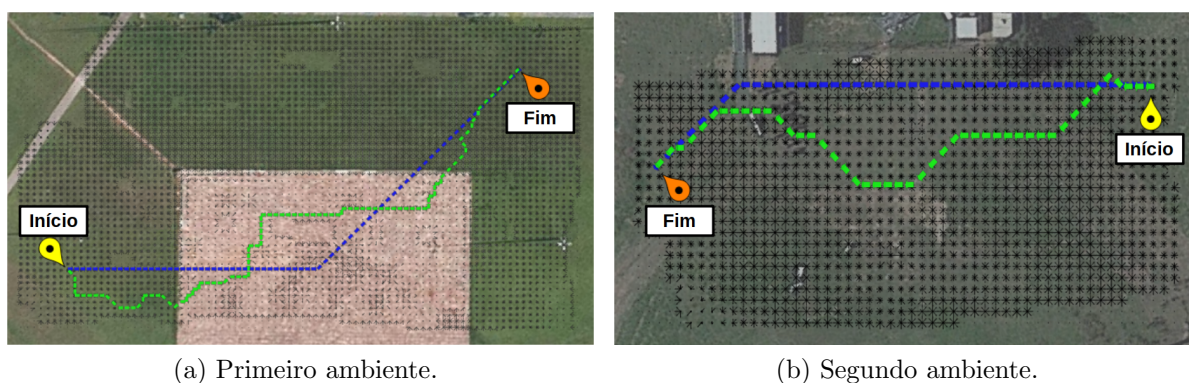 Início
Fim
Fim
Início
(a) Primeiro ambiente.
(b) Segundo ambiente.